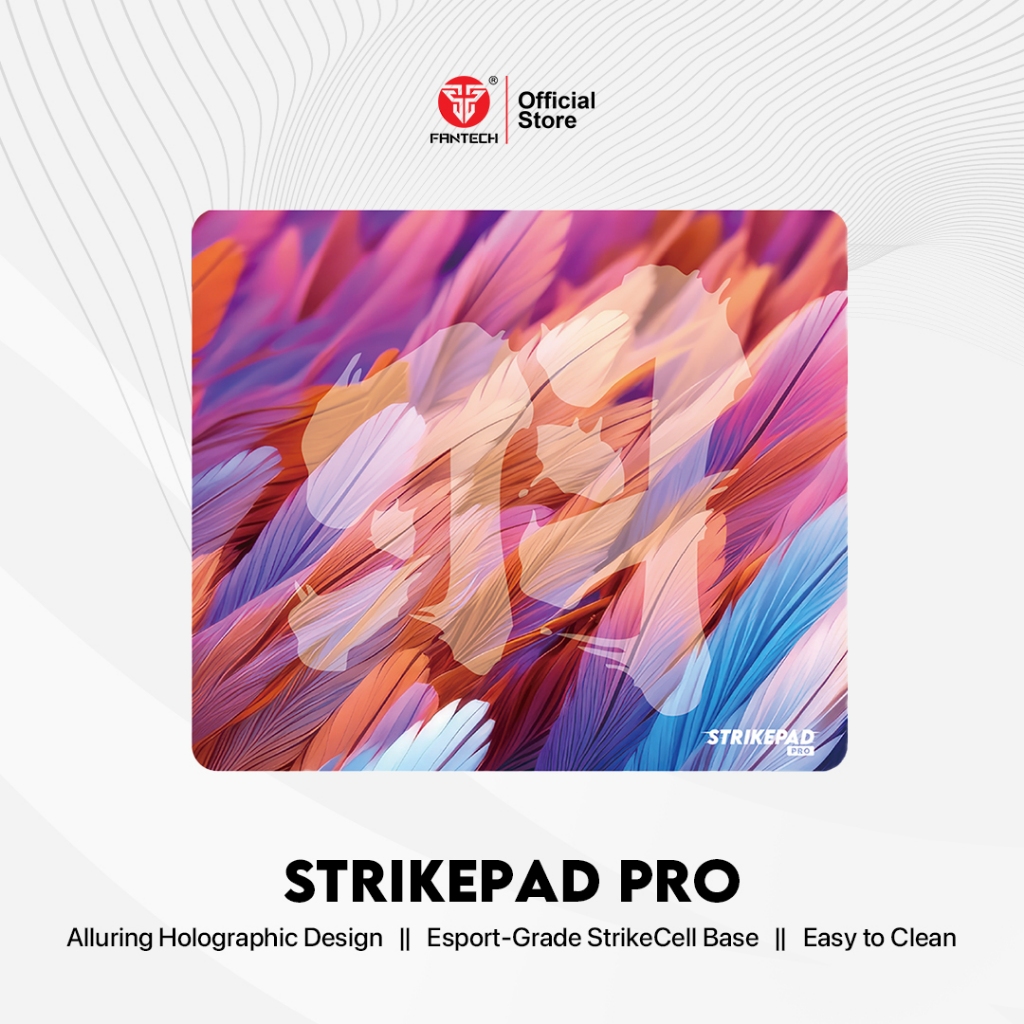 FANTECH
®
Official
Store
STRIKEPAD
PRO
STRIKEPAD PRO
Alluring Holographic Design || Esport-Grade StrikeCell Base || Easy to Clean